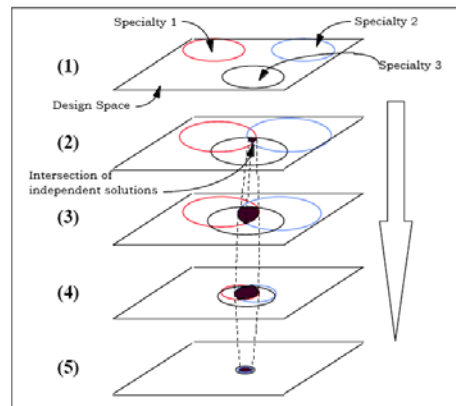 Specialty 1
Specialty 2
(1)
Specialty 3
Design Space
(2)
Intersection of
independent solutions
(3)
(4)
(5)